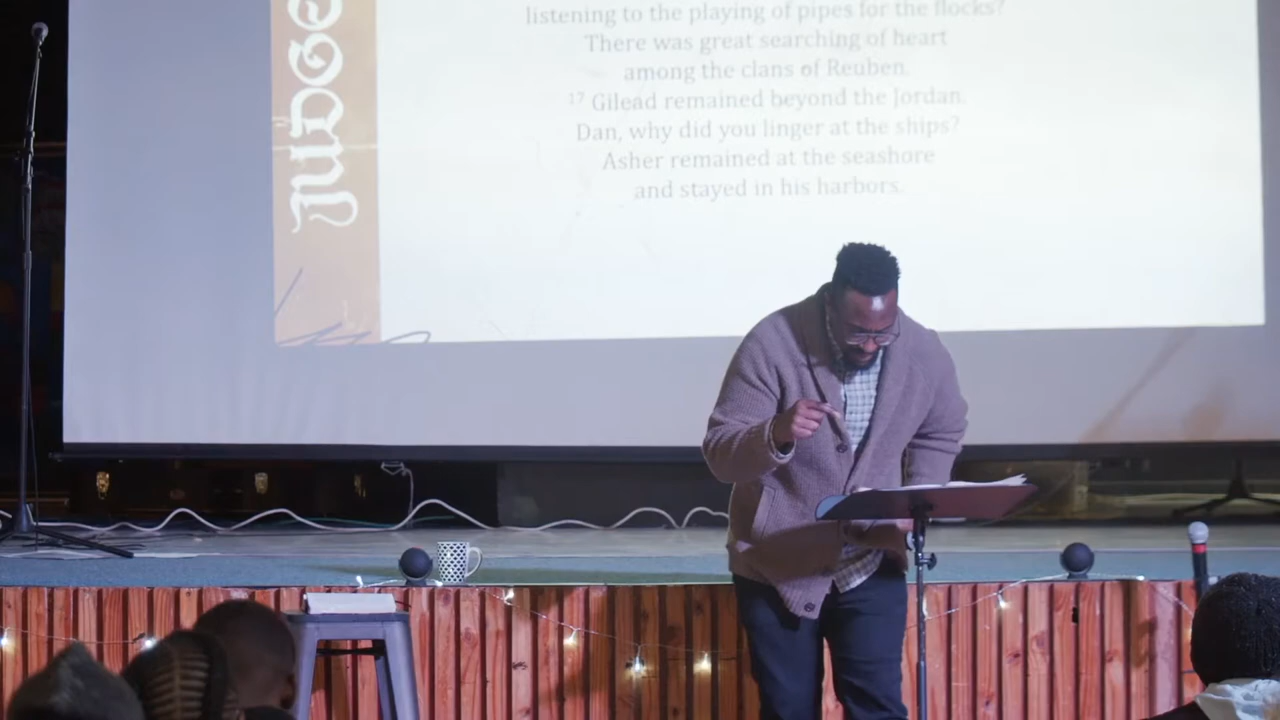 JUDGE
listening to the playing of pipes for the flocks?
There was great searching of heart
among the clans of Reuben.
17 Gilead remained beyond the Jordan.
Dan, why did you linger at the ships?
Asher remained at the seashore
and stayed in his harbors.